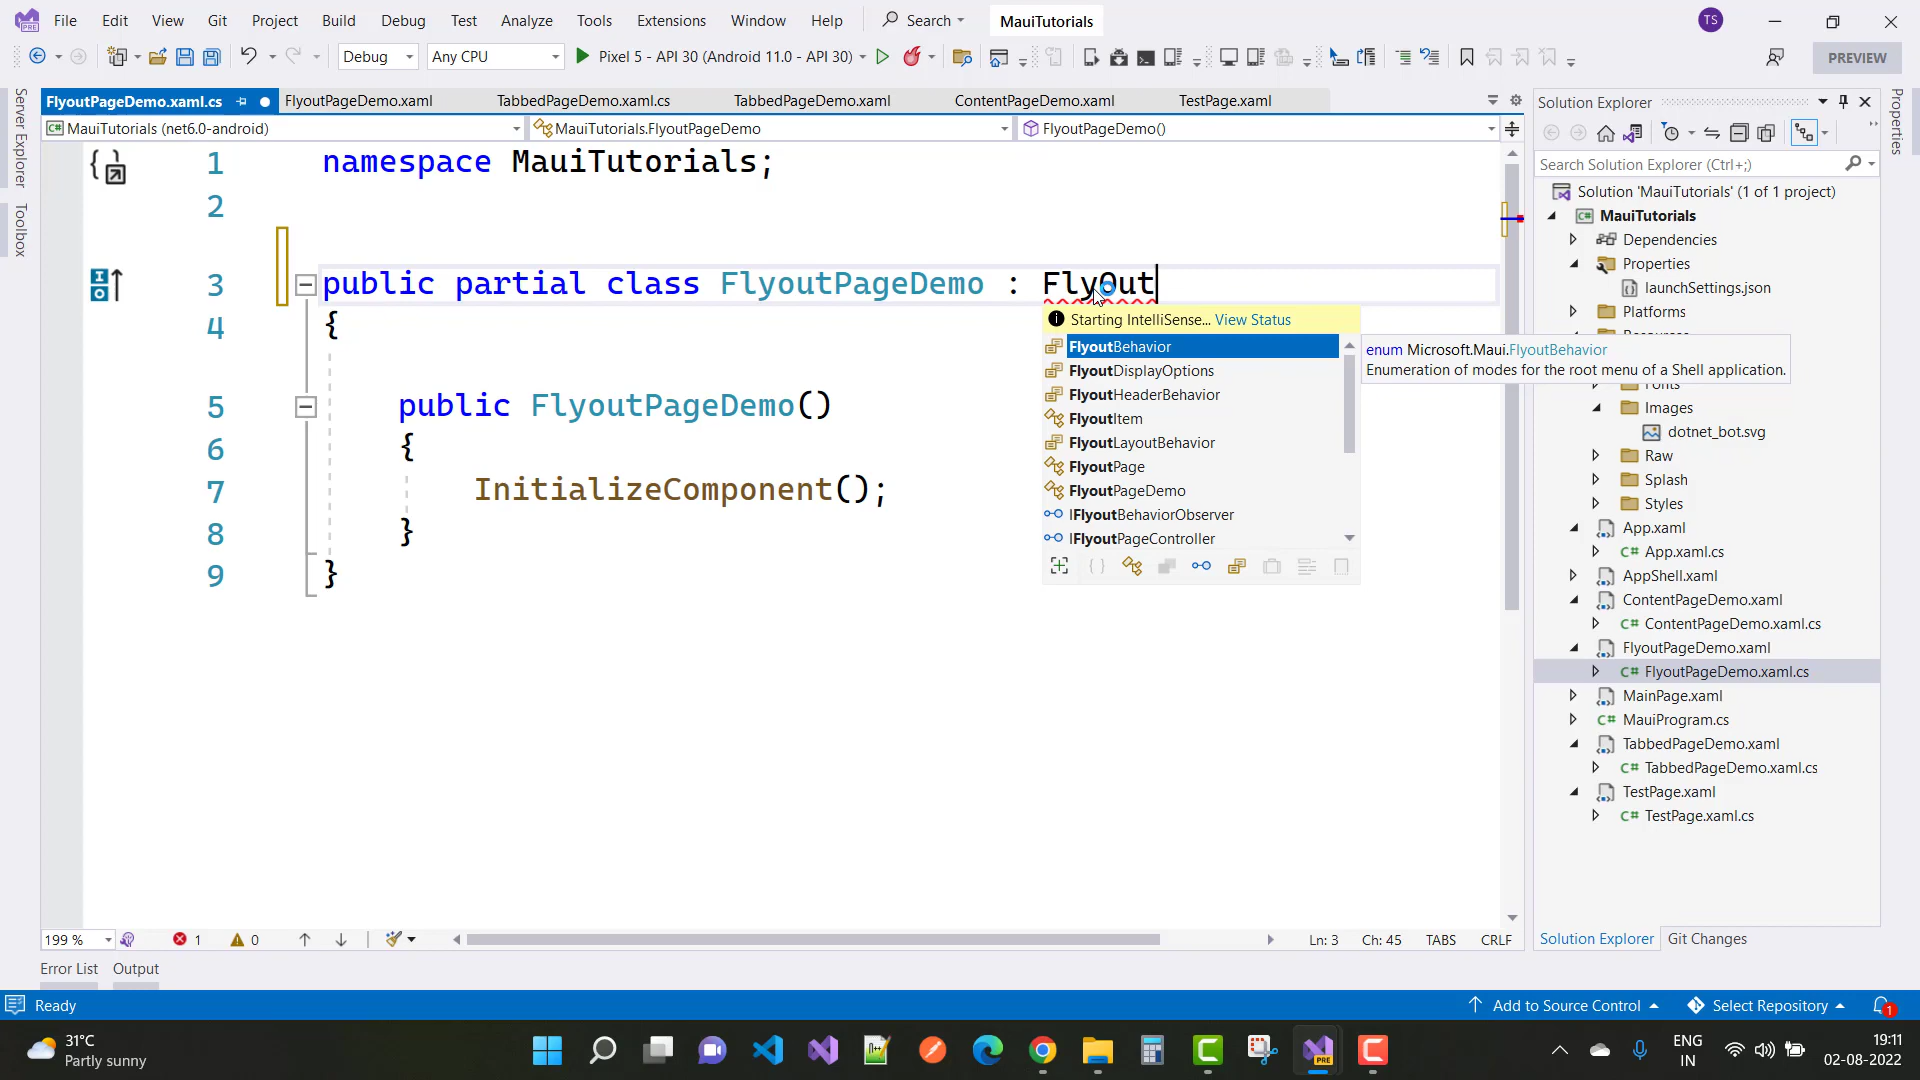 File Edit View Git Project Build Debug Test Analyze Tools Extensions Window Help Search MauiTutorials TS
Debug Any CPU Pixel 5 - API 30 (Android 11.0 - API 30) PREVIEW
FlyoutPageDemo.xaml.cs FlyoutPageDemo.xaml TabbedPageDemo.xaml.cs TabbedPageDemo.xaml ContentPageDemo.xaml TestPage.xaml
MauiTutorials (net6.0-android) MauiTutorials.FlyoutPageDemo FlyoutPageDemo()
Server Explorer
Toolbox
1 namespace MauiTutorials;
2
3 public partial class FlyoutPageDemo : FlyOut
4 {
5 public FlyoutPageDemo()
6 {
7 InitializeComponent();
8 }
9 }
Starting IntelliSense... View Status
FlyoutBehavior
FlyoutDisplayOptions
FlyoutHeaderBehavior
FlyoutItem
FlyoutLayoutBehavior
FlyoutPage
FlyoutPageDemo
IFlyoutBehaviorObserver
IFlyoutPageController
enum Microsoft.Maui.FlyoutBehavior
Enumeration of modes for the root menu of a Shell application.
Solution Explorer
Search Solution Explorer (Ctrl+;)
Solution 'MauiTutorials' (1 of 1 project)
MauiTutorials
Dependencies
Properties
launchSettings.json
Platforms
Images
dotnet_bot.svg
Raw
Splash
Styles
App.xaml
App.xaml.cs
AppShell.xaml
ContentPageDemo.xaml
ContentPageDemo.xaml.cs
FlyoutPageDemo.xaml
FlyoutPageDemo.xaml.cs
MainPage.xaml
MauiProgram.cs
TabbedPageDemo.xaml
TabbedPageDemo.xaml.cs
TestPage.xaml
TestPage.xaml.cs
Properties
199 % 1 0 Ln: 3 Ch: 45 TABS CRLF
Solution Explorer Git Changes
Error List Output
Ready Add to Source Control Select Repository 1
31°C
Partly sunny
ENG
IN
19:11
02-08-2022